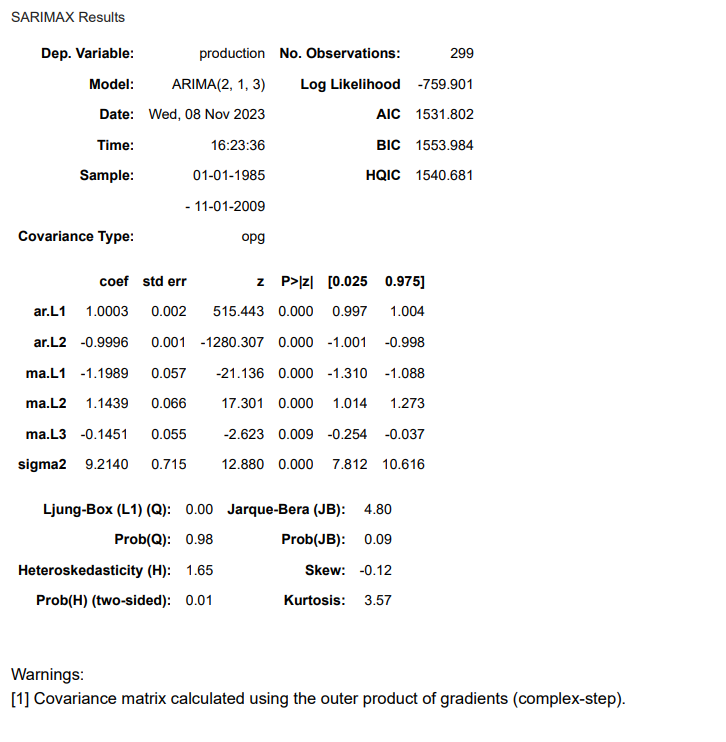 SARIMAX Results
Dep. Variable: production No. Observations: 299
Model: ARIMA(2, 1, 3) Log Likelihood -759.901
Date: Wed, 08 Nov 2023 AIC 1531.802
Time: 16:23:36 BIC 1553.984
Sample: 01-01-1985 HQIC 1540.681
- 11-01-2009
Covariance Type: opg
coef std err z P>|z| [0.025 0.975]
ar.L1 1.0003 0.002 515.443 0.000 0.997 1.004
ar.L2 -0.9996 0.001 -1280.307 0.000 -1.001 -0.998
ma.L1 -1.1989 0.057 -21.136 0.000 -1.310 -1.088
ma.L2 1.1439 0.066 17.301 0.000 1.014 1.273
ma.L3 -0.1451 0.055 -2.623 0.009 -0.254 -0.037
sigma2 9.2140 0.715 12.880 0.000 7.812 10.616
Ljung-Box (L1) (Q): 0.00 Jarque-Bera (JB): 4.80
Prob(Q): 0.98 Prob(JB): 0.09
Heteroskedasticity (H): 1.65 Skew: -0.12
Prob(H) (two-sided): 0.01 Kurtosis: 3.57
Warnings:
[1] Covariance matrix calculated using the outer product of gradients (complex-step).